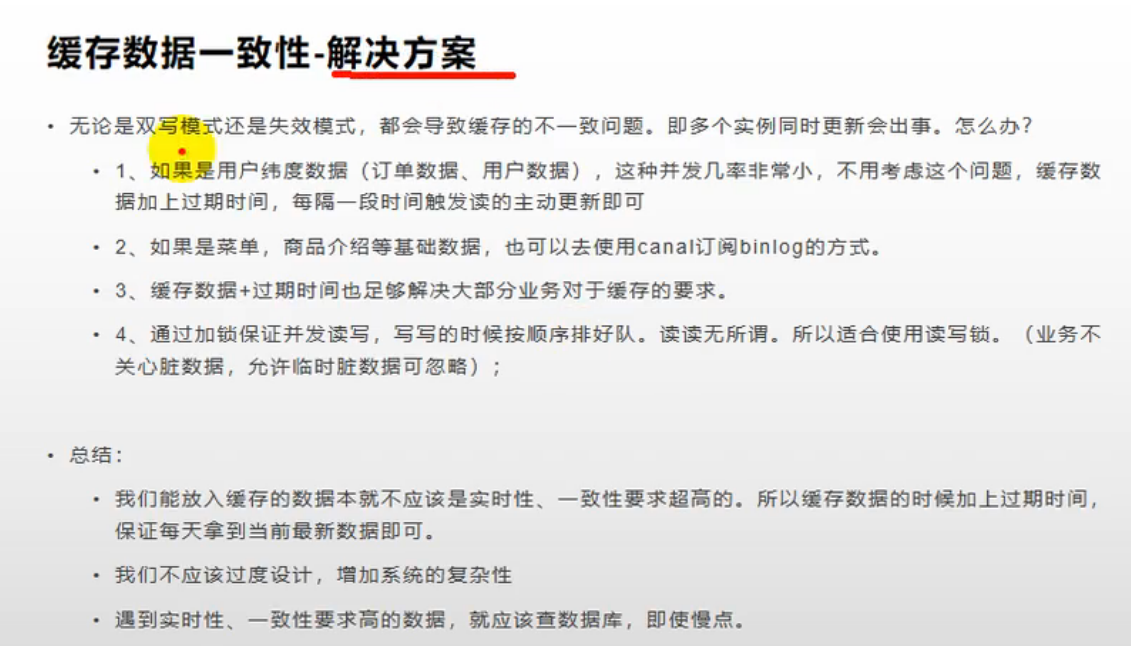 缓存数据一致性-解决方案
• 无论是双写模式还是失效模式，都会导致缓存的不一致问题。即多个实例同时更新会出事。怎么办？
• 1、如果是用户纬度数据（订单数据、用户数据），这种并发几率非常小，不用考虑这个问题，缓存数
据加上过期时间，每隔一段时间触发读的主动更新即可
• 2、如果是菜单，商品介绍等基础数据，也可以去使用canal订阅binlog的方式。
• 3、缓存数据+过期时间也足够解决大部分业务对于缓存的要求。
• 4、通过加锁保证并发读写，写写的时候按顺序排好队。读读无所谓。所以适合使用读写锁。（业务不
关心脏数据，允许临时脏数据可忽略）；
• 总结：
• 我们能放入缓存的数据本就不应该是实时性、一致性要求超高的。所以缓存数据的时候加上过期时间，
保证每天拿到当前最新数据即可。
• 我们不应该过度设计，增加系统的复杂性
• 遇到实时性、一致性要求高的数据，就应该查数据库，即使慢点。